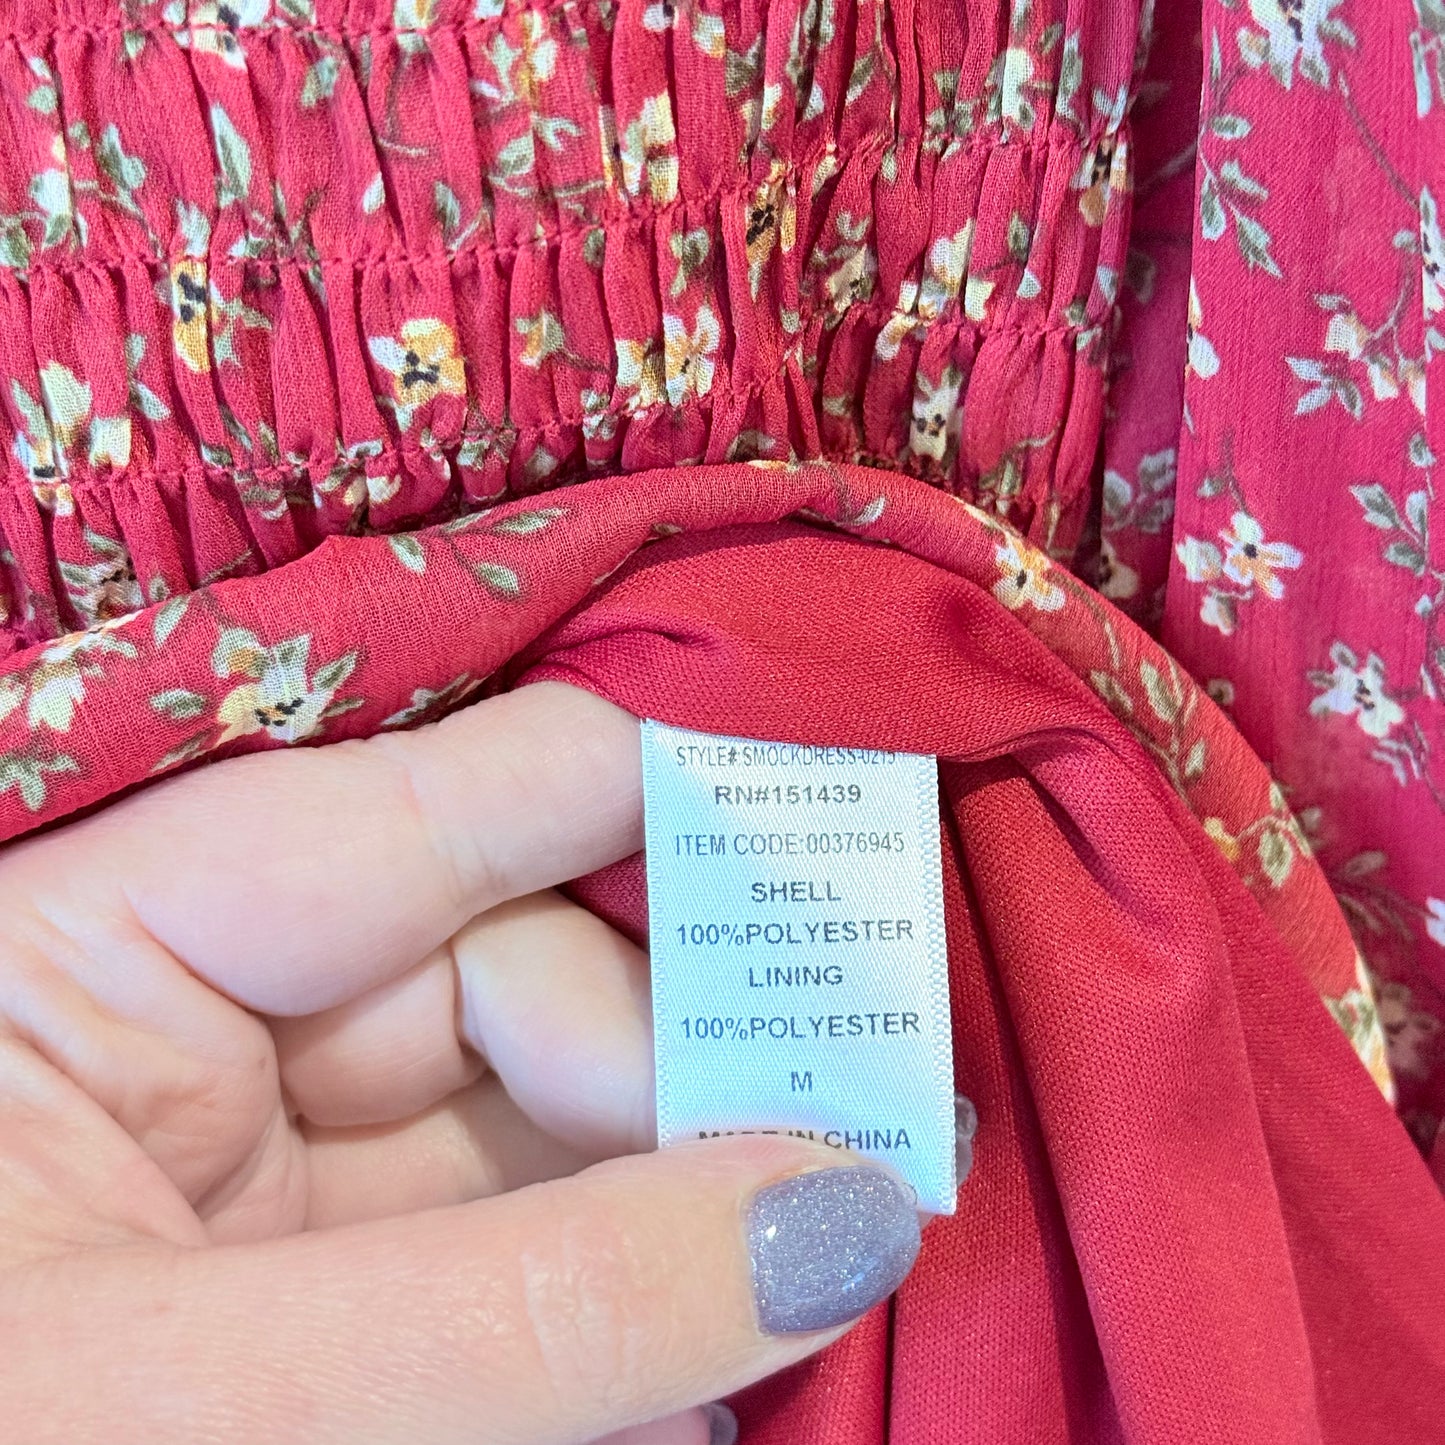 STYLE# SMOCKDRESS-0215
RN#151439
ITEM CODE:00376945
SHELL
100%POLYESTER
LINING
100%POLYESTER
M
MADE IN CHINA